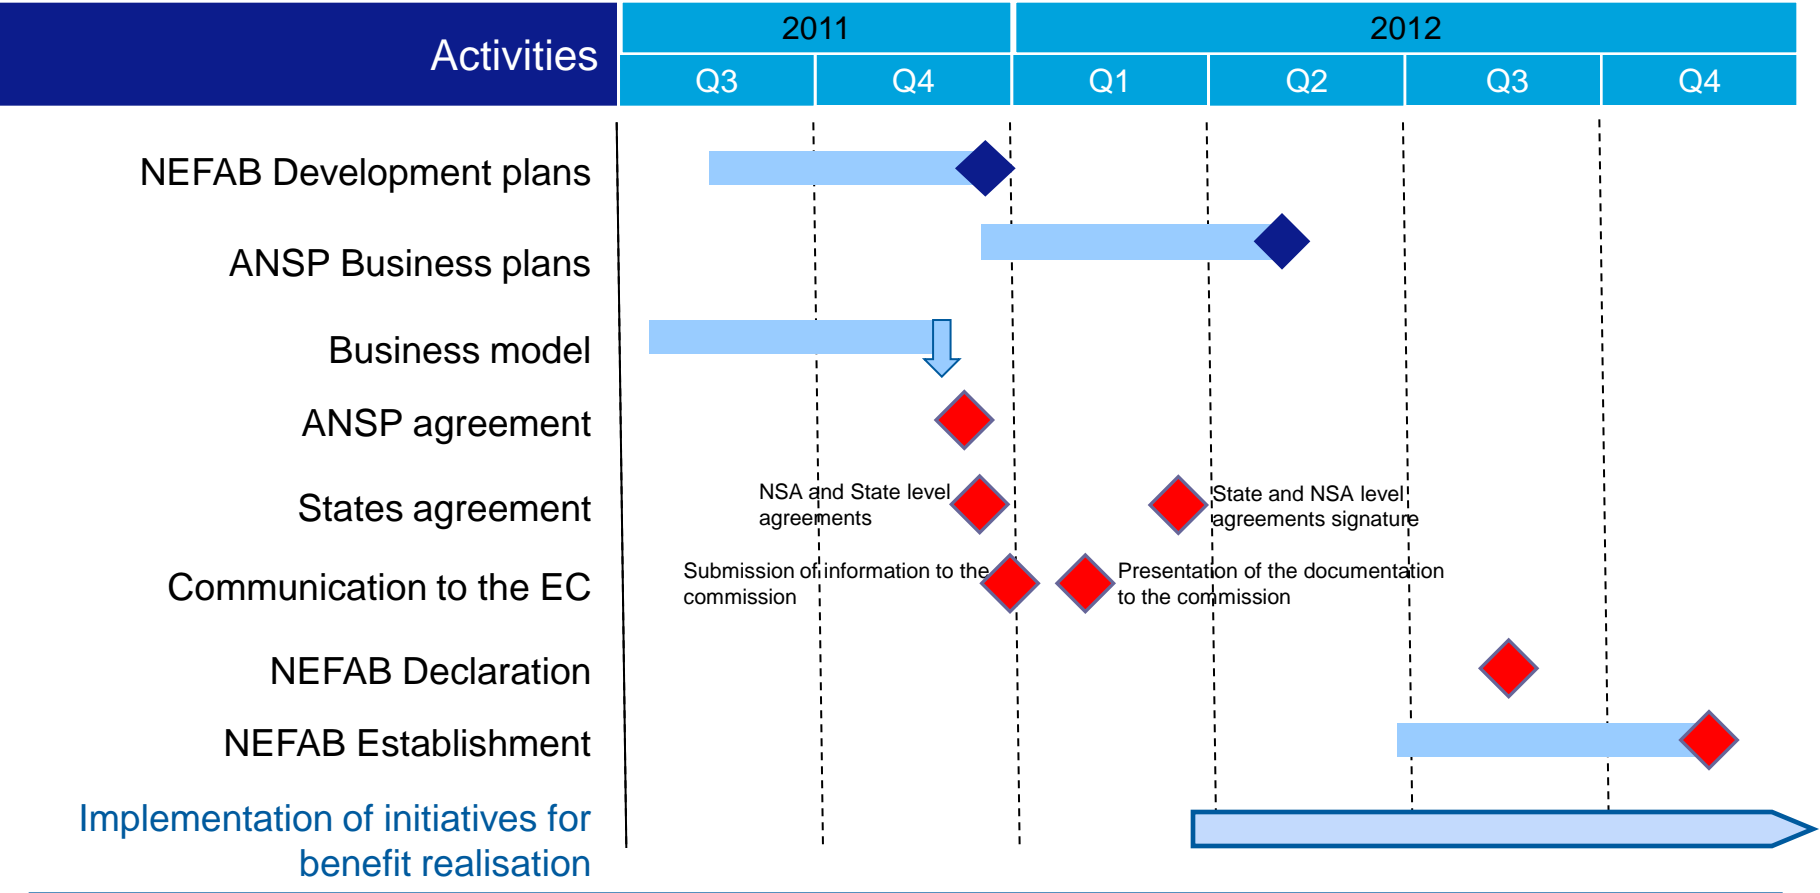 Activities
2011
2012
Q3
Q4
Q1
Q2
Q3
Q4
NEFAB Development plans
ANSP Business plans
Business model
ANSP agreement
States agreement
NSA and State level
agreements
State and NSA level
agreements signature
Communication to the EC
Submission of information to the
commission
Presentation of the documentation
to the commission
NEFAB Declaration
NEFAB Establishment
Implementation of initiatives for
benefit realisation